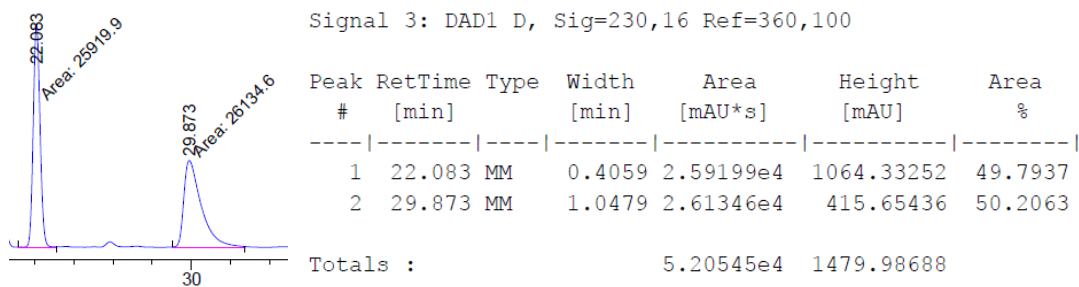 22.083
Area: 25919.9
29.873
Area: 26134.6
30
Signal 3: DAD1 D, Sig=230,16 Ref=360,100
Peak RetTime Type  Width     Area      Height     Area
  #   [min]        [min]   [mAU*s]     [mAU]        %
----|-------|----|-------|----------|----------|--------|
   1  22.083 MM    0.4059 2.59199e4  1064.33252  49.7937
   2  29.873 MM    1.0479 2.61346e4   415.65436  50.2063
Totals :                  5.20545e4  1479.98688